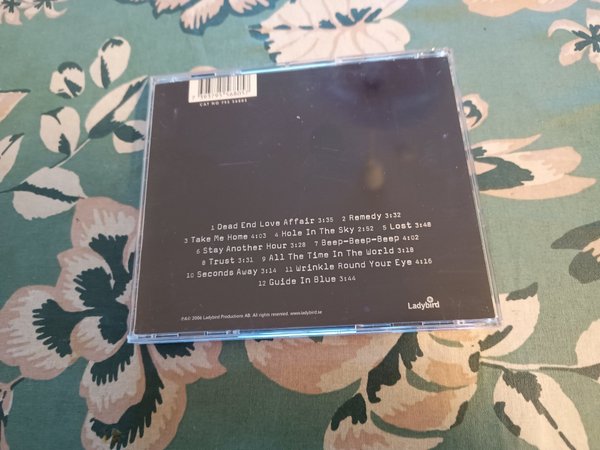 CAT NO TSS 56801
1 Dead End Love Affair 3:35 2 Remedy 3:32
3 Take Me Home 4:03 4 Hole In The Sky 2:52 5 Lost 3:48
6 Stay Another Hour 3:28 7 Beep-Beep-Beep 4:02
8 Trust 3:31 9 All The Time In The World 3:18
10 Seconds Away 3:14 11 Wrinkle Round Your Eye 4:16
12 Guide In Blue 3:44
2006 Ladybird Productions AB. All rights reserved. www.ladybird.se
Ladybird